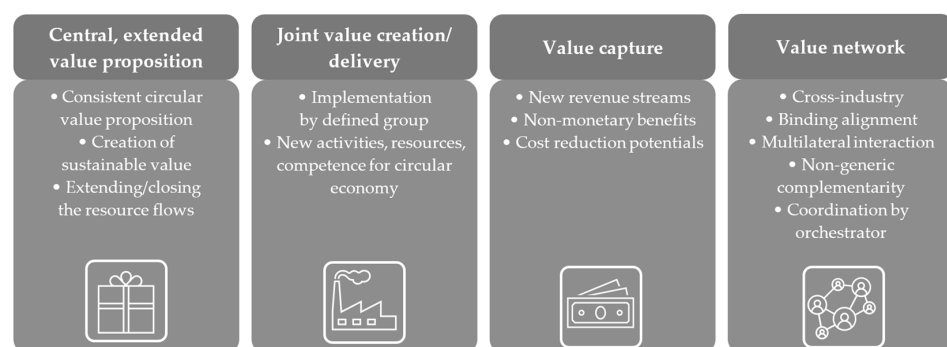 Central, extended
value proposition
• Consistent circular
value proposition
• Creation of
sustainable value
• Extending/closing
the resource flows
Joint value creation/
delivery
• Implementation
by defined group
• New activities, resources,
competence for circular
economy
Value capture
• New revenue streams
• Non-monetary benefits
• Cost reduction potentials
Value network
• Cross-industry
• Binding alignment
• Multilateral interaction
• Non-generic
complementarity
• Coordination by
orchestrator